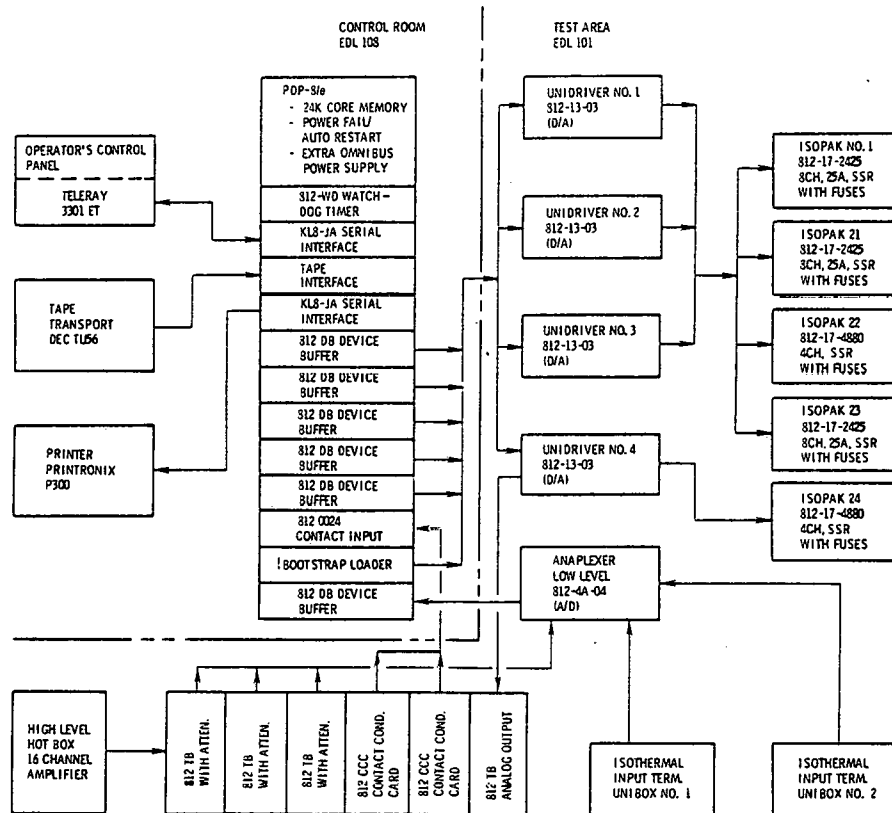 CONTROL ROOM
EDL 108
TEST AREA
EDL 101
PDP-8/e
- 24K CORE MEMORY
- POWER FAIL/
AUTO RESTART
- EXTRA OMNIBUS
POWER SUPPLY
812-WD WATCH-
DOG TIMER
KL8-JA SERIAL
INTERFACE
TAPE
INTERFACE
KL8-JA SERIAL
INTERFACE
812 DB DEVICE
BUFFER
812 DB DEVICE
BUFFER
812 DB DEVICE
BUFFER
812 DB DEVICE
BUFFER
812 DB DEVICE
BUFFER
812 0024
CONTACT INPUT
BOOTSTRAP LOADER
812 DB DEVICE
BUFFER
OPERATOR'S CONTROL
PANEL
TELERAY
3301 ET
TAPE
TRANSPORT
DEC TU56
PRINTER
PRINTRONIX
P300
UNIDRIVER NO. 1
812-13-03
(D/A)
UNIDRIVER NO. 2
812-13-03
(D/A)
UNIDRIVER NO. 3
812-13-03
(D/A)
UNIDRIVER NO. 4
812-13-03
(D/A)
ANAPLEXER
LOW LEVEL
812-4A-04
(A/D)
ISOPAK NO. 1
812-17-2425
8CH, 25A, SSR
WITH FUSES
ISOPAK 21
812-17-2425
8CH, 25A, SSR
WITH FUSES
ISOPAK 22
812-17-4880
4CH, SSR
WITH FUSES
ISOPAK 23
812-17-2425
8CH, 25A, SSR
WITH FUSES
ISOPAK 24
812-17-4880
4CH, SSR
WITH FUSES
HIGH LEVEL
HOT BOX
16 CHANNEL
AMPLIFIER
812 TB
WITH ATTEN.
812 TB
WITH ATTEN.
812 TB
WITH ATTEN.
812 CCC
CONTACT COND.
CARD
812 CCC
CONTACT COND.
CARD
812 TB
ANALOG OUTPUT
ISOTHERMAL
INPUT TERM.
UNIBOX NO. 1
ISOTHERMAL
INPUT TERM.
UNIBOX NO. 2